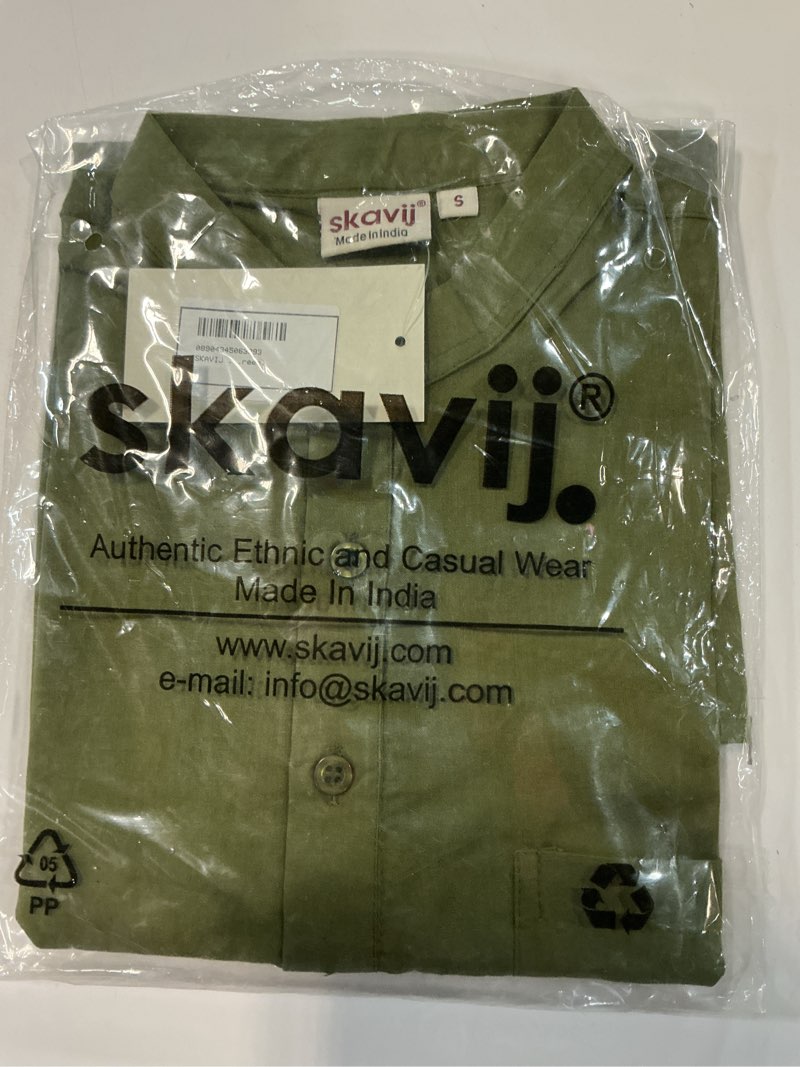 skavij®
Made in India
S
SKAVIJ
skavij.®
Authentic Ethnic and Casual Wear
Made In India
www.skavij.com
e-mail: info@skavij.com
05
PP